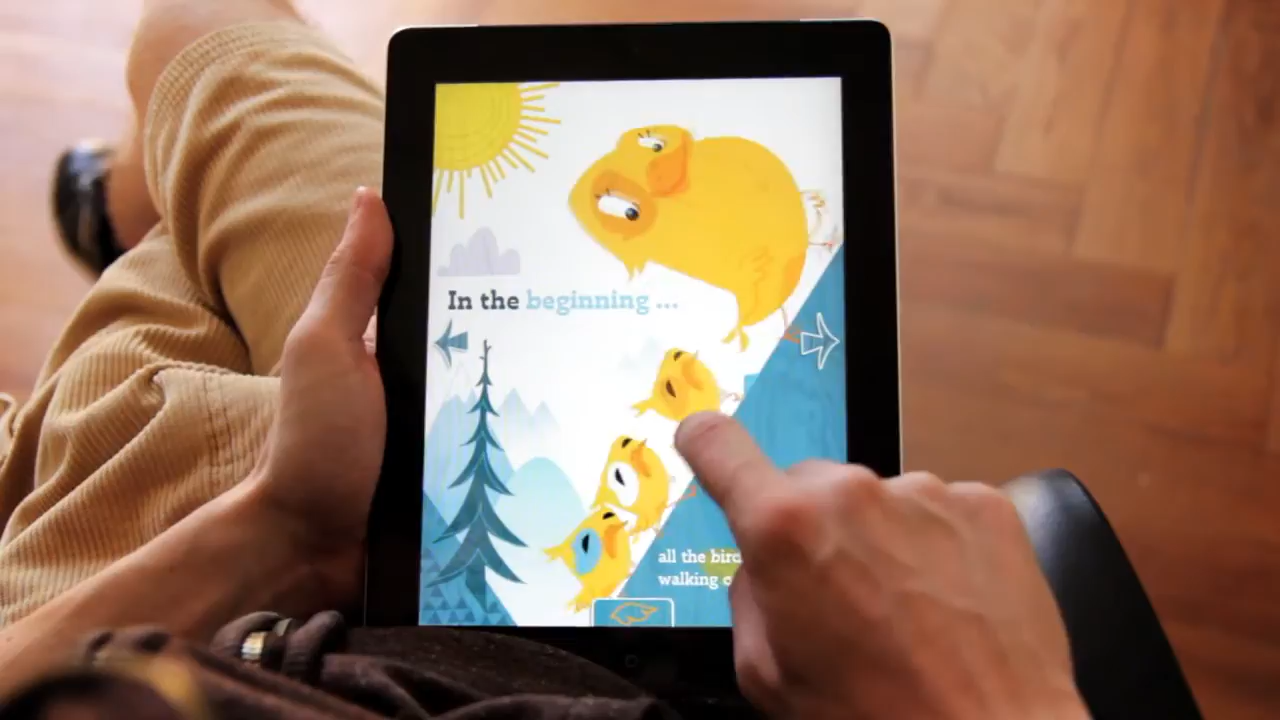 In the beginning ...
all the
walking